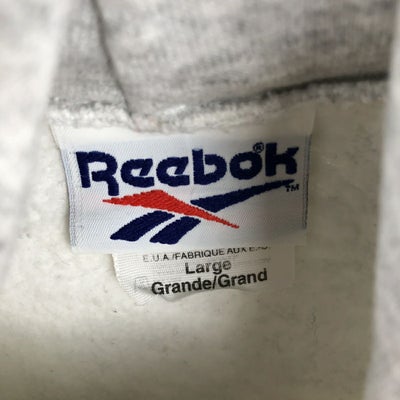 Reebok®
™
E.U.A./FABRIQUE AUX
Large
Grande/Grand